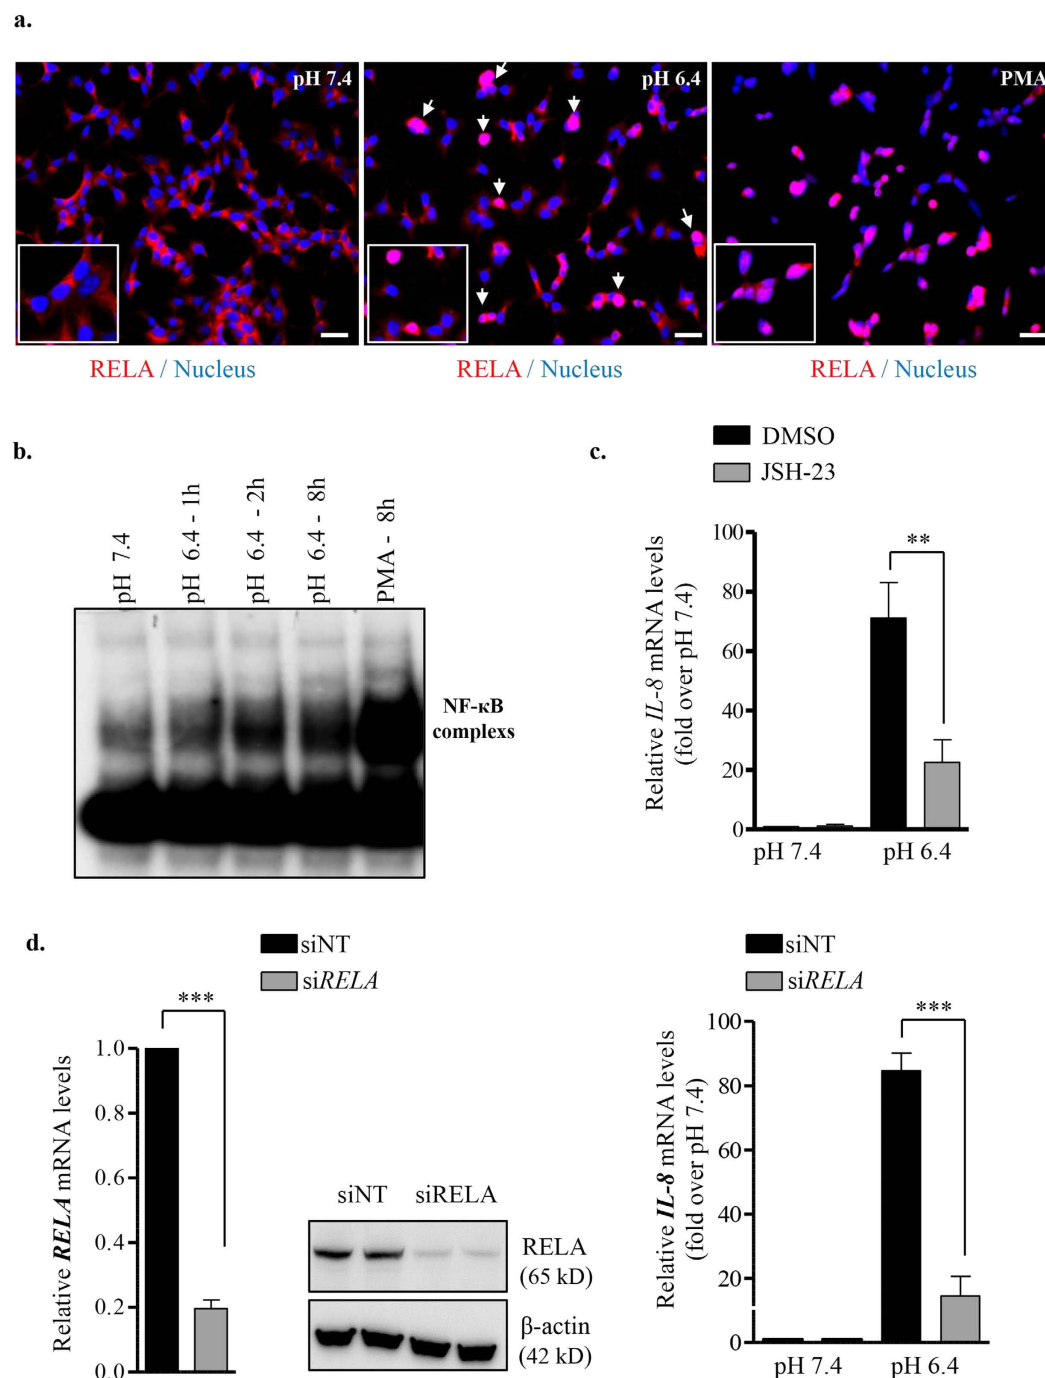 a.
pH 7.4
pH 6.4
PMA
RELA / Nucleus
RELA / Nucleus
b.
pH 7.4
pH 6.4 - 1h
pH 6.4 - 2h
pH 6.4 - 8h
PMA - 8h
NF-κB
complexs
c.
DMSO
JSH-23
Relative IL-8 mRNA levels
(fold over pH 7.4)
100
80
60
40
20
0
**
pH 7.4
pH 6.4
d.
siNT
siRELA
Relative RELA mRNA levels
1.0
0.8
0.6
0.4
0.2
0.0
***
siNT
siRELA
RELA
(65 kD)
β-actin
(42 kD)
siNT
siRELA
Relative IL-8 mRNA levels
(fold over pH 7.4)
100
80
60
40
20
0
***
pH 7.4
pH 6.4